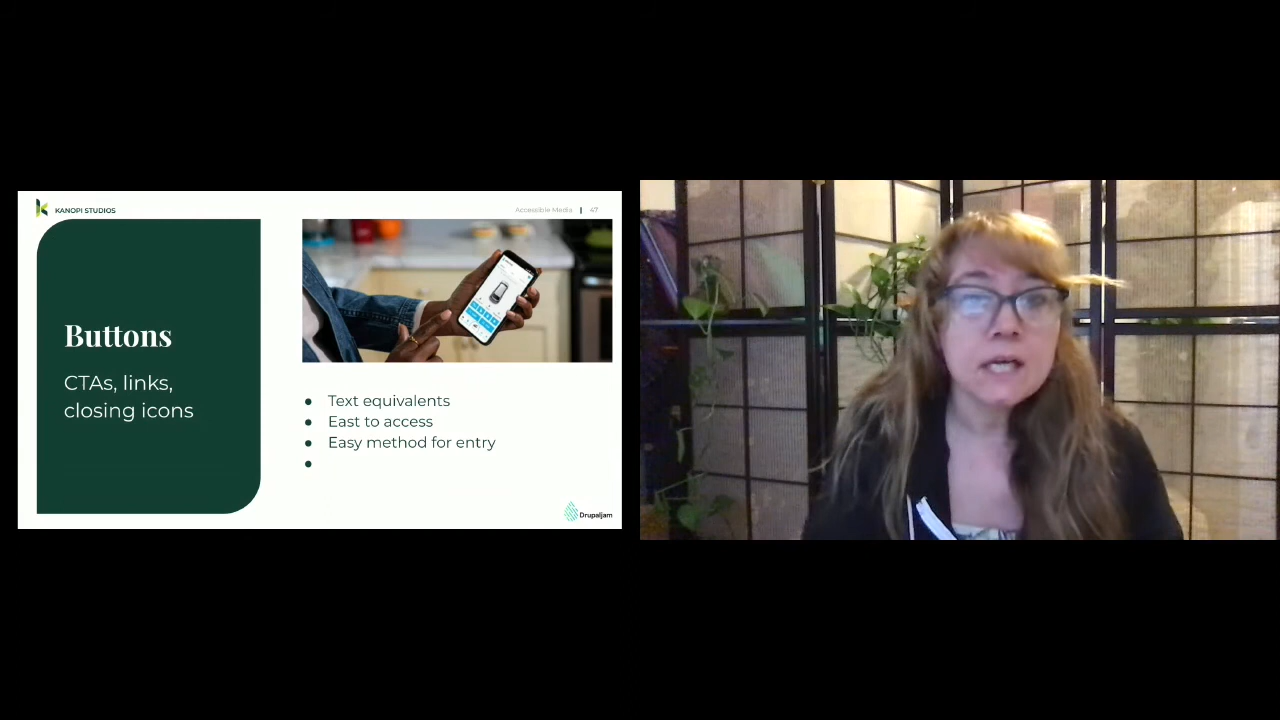 KANOPI STUDIOS
Accessible Media | 47
Buttons
CTAs, links,
closing icons
● Text equivalents
● East to access
● Easy method for entry
●
Drupaljam